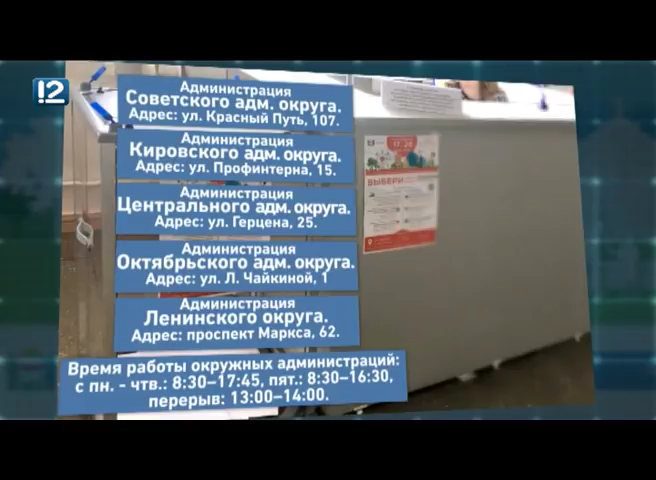 12
Администрация
Советского адм. округа.
Адрес: ул. Красный Путь, 107.
Администрация
Кировского адм. округа.
Адрес: ул. Профинтерна, 15.
Администрация
Центрального адм. округа.
Адрес: ул. Герцена, 25.
Администрация
Октябрьского адм. округа.
Адрес: ул. Л. Чайкиной, 1
Администрация
Ленинского округа.
Адрес: проспект Маркса, 62.
Время работы окружных администраций:
с пн. - чтв.: 8:30–17:45, пят.: 8:30–16:30,
перерыв: 13:00–14:00.
ВЫБЕРИ